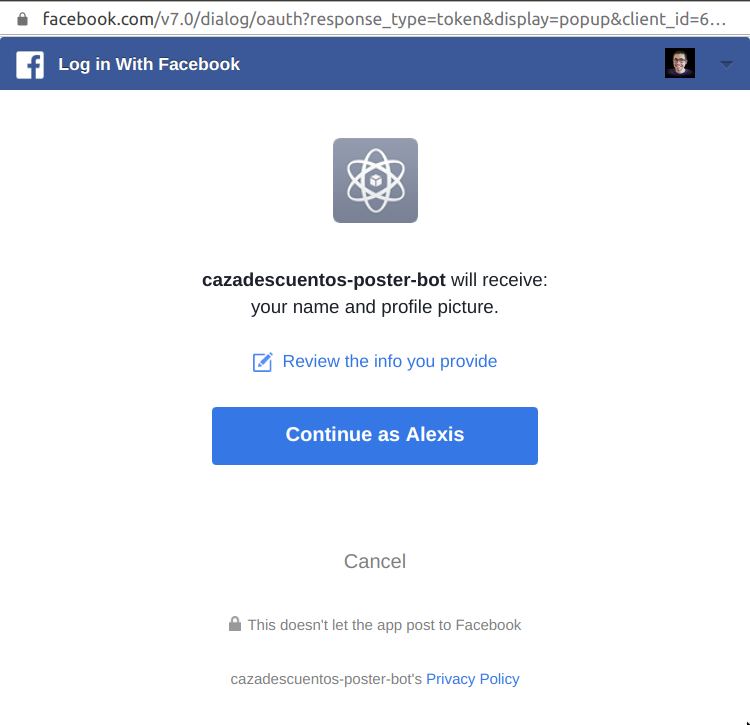 facebook.com/v7.0/dialog/oauth?response_type=token&display=popup&client_id=6...
Log in With Facebook
cazadescuentos-poster-bot will receive:
your name and profile picture.
Review the info you provide
Continue as Alexis
Cancel
This doesn't let the app post to Facebook
cazadescuentos-poster-bot's Privacy Policy